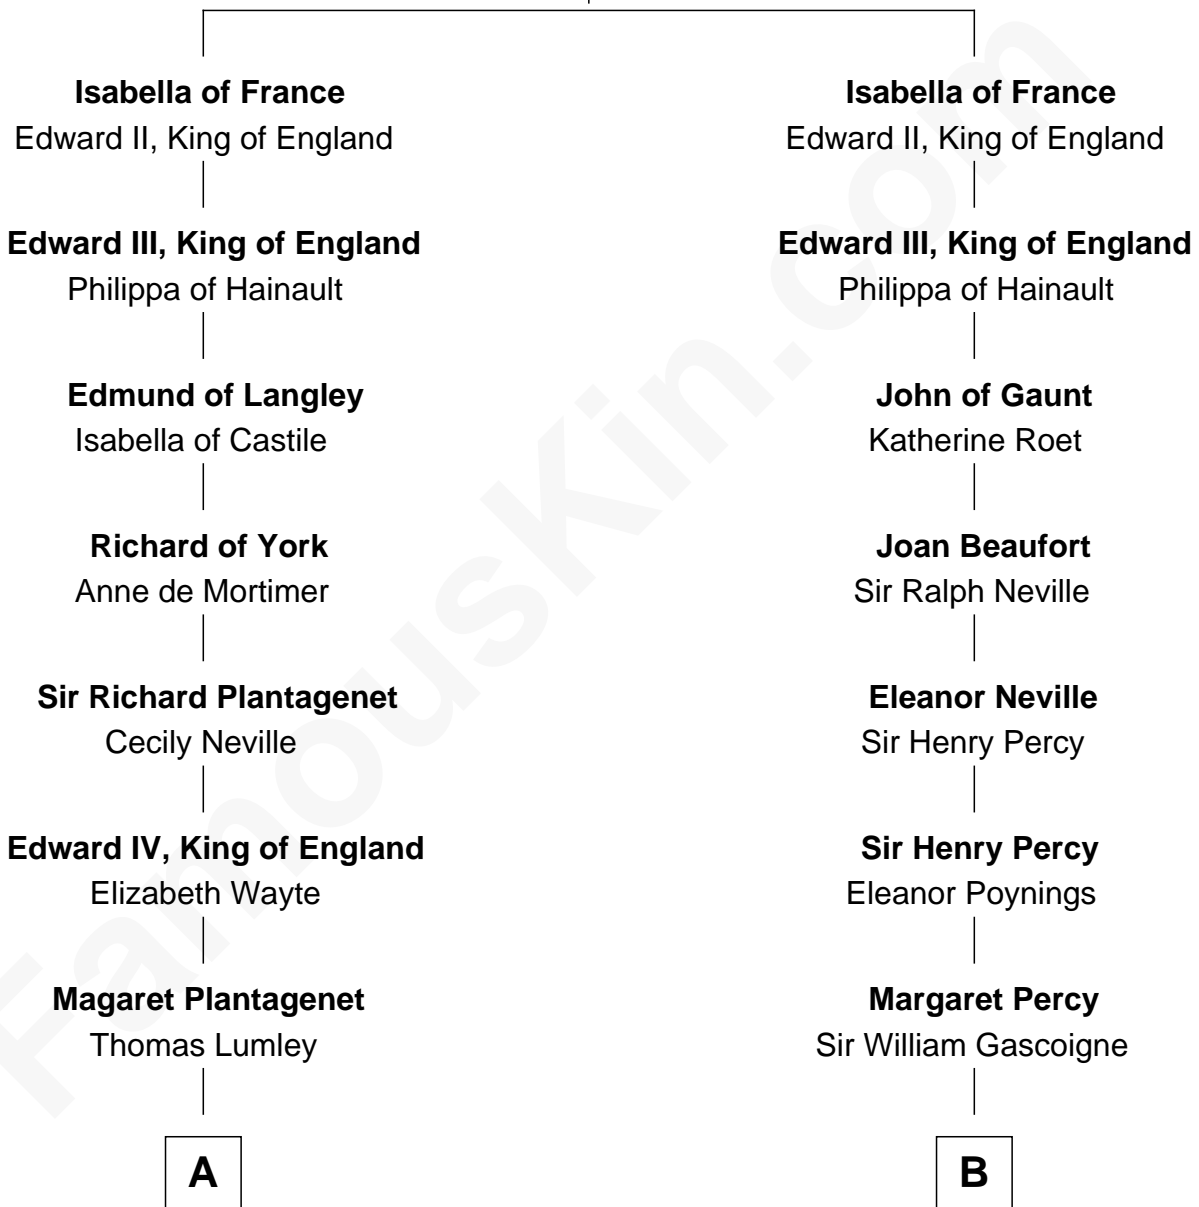 Isabella of France
Edward II, King of England
Edward III, King of England
Philippa of Hainault
Edmund of Langley
Isabella of Castile
Richard of York
Anne de Mortimer
Sir Richard Plantagenet
Cecily Neville
Edward IV, King of England
Elizabeth Wayte
Magaret Plantagenet
Thomas Lumley
A
Isabella of France
Edward II, King of England
Edward III, King of England
Philippa of Hainault
John of Gaunt
Katherine Roet
Joan Beaufort
Sir Ralph Neville
Eleanor Neville
Sir Henry Percy
Sir Henry Percy
Eleanor Poynings
Margaret Percy
Sir William Gascoigne
B
FamousKin.com